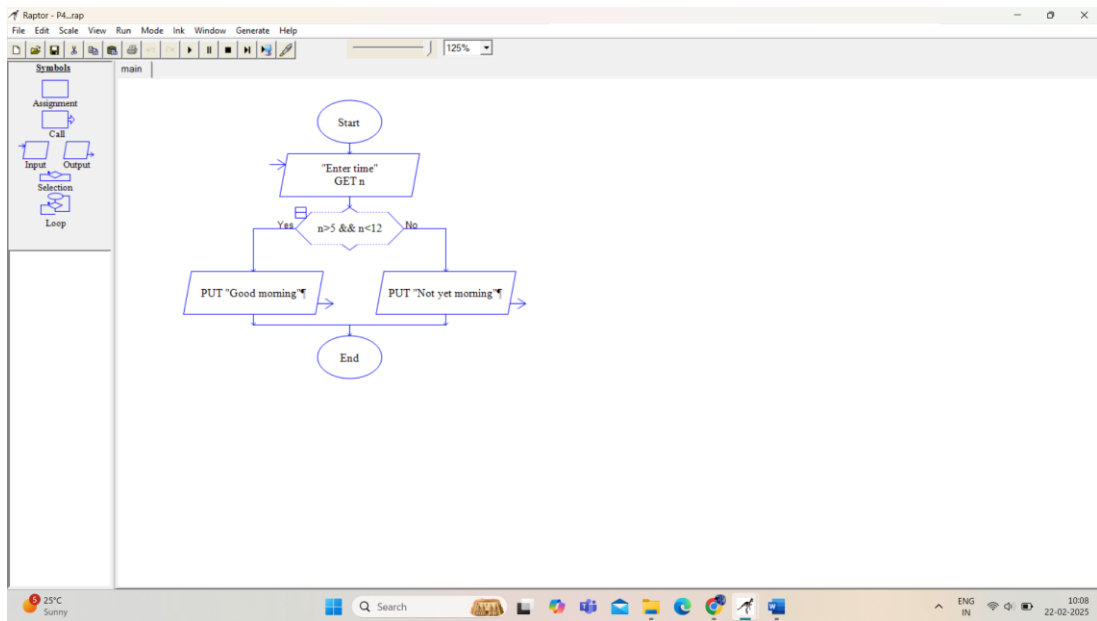 Raptor - P4_.rap
File Edit Scale View Run Mode Ink Window Generate Help
125%
Symbols
Assignment
Call
Input Output
Selection
Loop
main
Start
"Enter time"
GET n
Yes n>5 && n<12 No
PUT "Good morning"¶ PUT "Not yet morning"¶
End
5
25°C
Sunny
Search
ENG
IN
10:08
22-02-2025